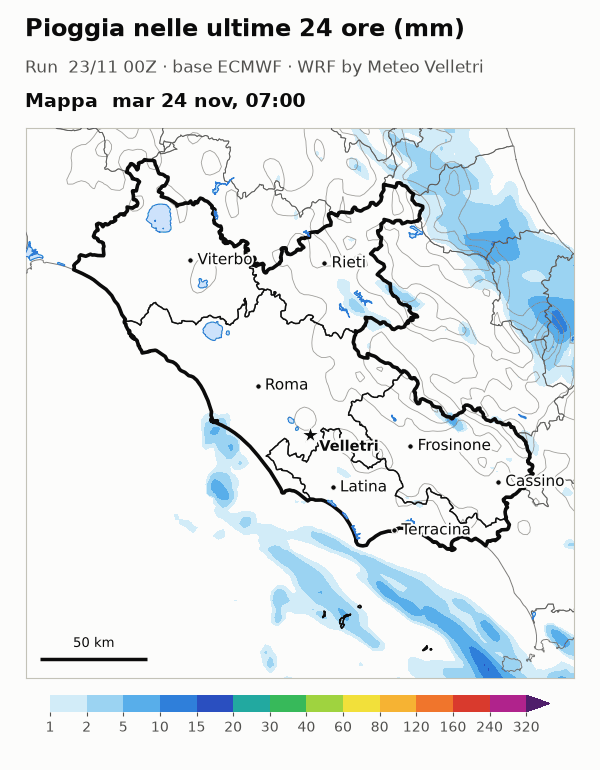 Pioggia nelle ultime 24 ore (mm)
Run  23/11 00Z · base ECMWF · WRF by Meteo Velletri
Mappa  mar 24 nov, 07:00
Viterbo
Rieti
Roma
Velletri
Frosinone
Latina
Cassino
Terracina
50 km
1 2 5 10 15 20 30 40 60 80 120 160 240 320